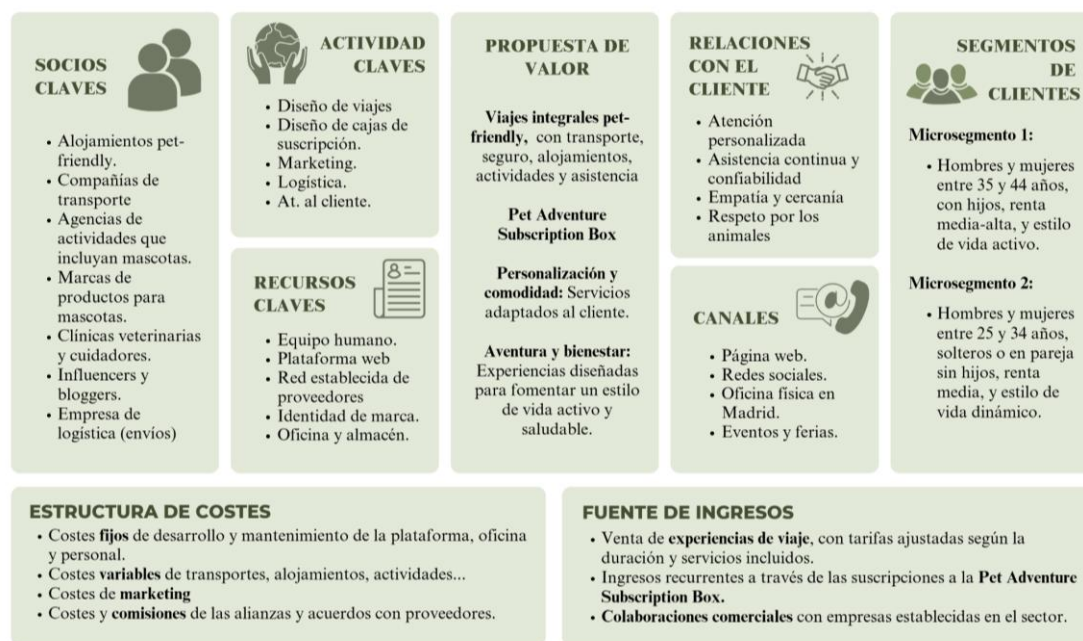 SOCIOS
CLAVES
• Alojamientos pet-
friendly.
• Compañías de
transporte
• Agencias de
actividades que
incluyan mascotas.
• Marcas de
productos para
mascotas.
• Clínicas veterinarias
y cuidadores.
• Influencers y
bloggers.
• Empresa de
logística (envíos)
ACTIVIDAD
CLAVES
• Diseño de viajes
• Diseño de cajas de
suscripción.
• Marketing.
• Logística.
• At. al cliente.
RECURSOS
CLAVES
• Equipo humano.
• Plataforma web
• Red establecida de
proveedores
• Identidad de marca.
• Oficina y almacén.
PROPUESTA DE
VALOR
Viajes integrales pet-
friendly, con transporte,
seguro, alojamientos,
actividades y asistencia
Pet Adventure
Subscription Box
Personalización y
comodidad: Servicios
adaptados al cliente.
Aventura y bienestar:
Experiencias diseñadas
para fomentar un estilo
de vida activo y
saludable.
RELACIONES
CON EL
CLIENTE
• Atención
personalizada
• Asistencia continua y
confiabilidad
• Empatía y cercanía
• Respeto por los
animales
CANALES
• Página web.
• Redes sociales.
• Oficina física en
Madrid.
• Eventos y ferias.
SEGMENTOS
DE
CLIENTES
Microsegmento 1:
• Hombres y mujeres
entre 35 y 44 años,
con hijos, renta
media-alta, y estilo
de vida activo.
Microsegmento 2:
• Hombres y mujeres
entre 25 y 34 años,
solteros o en pareja
sin hijos, renta
media, y estilo de
vida dinámico.
ESTRUCTURA DE COSTES
• Costes fijos de desarrollo y mantenimiento de la plataforma, oficina
y personal.
• Costes variables de transportes, alojamientos, actividades...
• Costes de marketing
• Costes y comisiones de las alianzas y acuerdos con proveedores.
FUENTE DE INGRESOS
• Venta de experiencias de viaje, con tarifas ajustadas según la
duración y servicios incluidos.
• Ingresos recurrentes a través de las suscripciones a la Pet Adventure
Subscription Box.
• Colaboraciones comerciales con empresas establecidas en el sector.